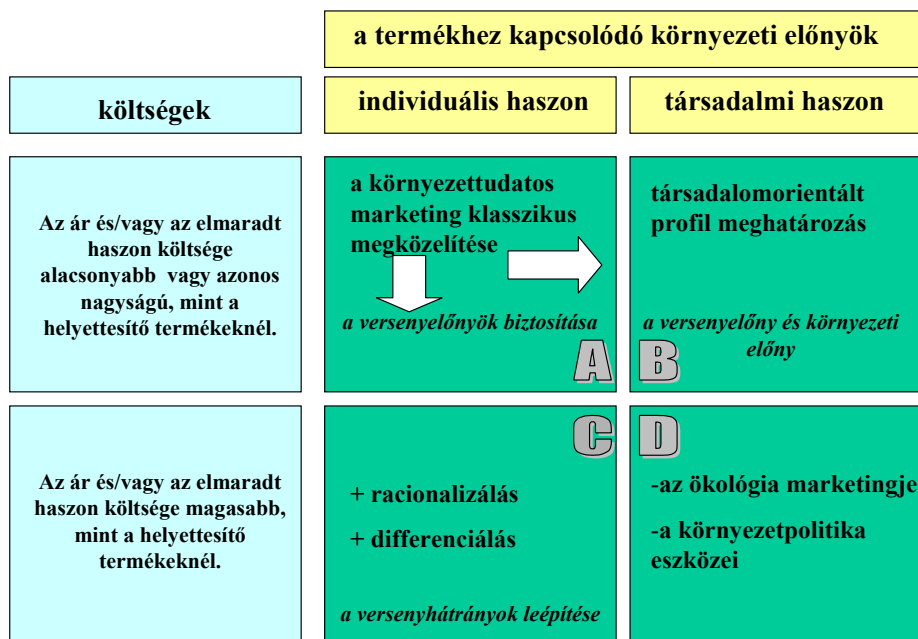 a termékhez kapcsolódó környezeti előnyök
költségek
individuális haszon
társadalmi haszon
Az ár és/vagy az elmaradt
haszon költsége
alacsonyabb vagy azonos
nagyságú, mint a
helyettesítő termékeknél.
a környezettudatos
marketing klasszikus
megközelítése
a versenyelőnyök biztosítása
A
társadalomorientált
profil meghatározás
a versenyelőny és környezeti
előny
B
Az ár és/vagy az elmaradt
haszon költsége magasabb,
mint a helyettesítő
termékeknél.
C
+ racionalizálás
+ differenciálás
a versenyhátrányok leépítése
D
-az ökológia marketingje
-a környezetpolitika
eszközei